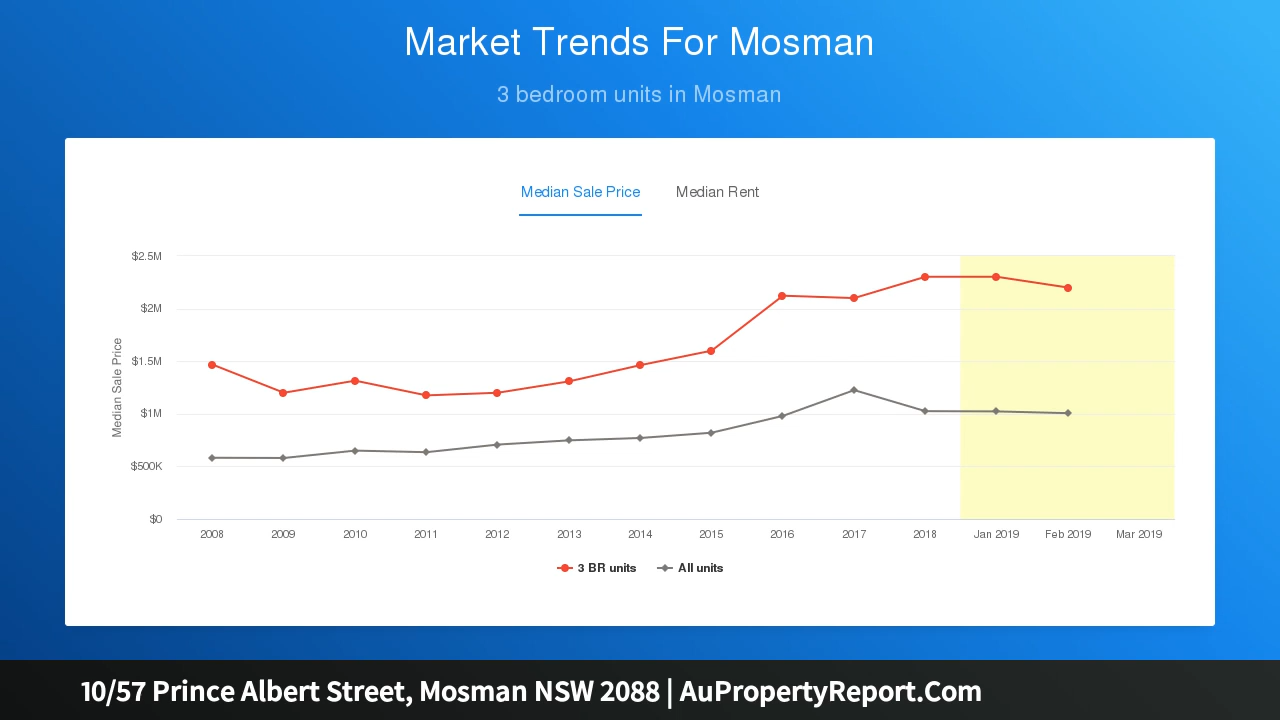 Market Trends For Mosman
3 bedroom units in Mosman
Median Sale Price Median Rent
$2.5M
$2M
$1.5M
$1M
$500K
$0
Median Sale Price
2008 2009 2010 2011 2012 2013 2014 2015 2016 2017 2018 Jan 2019 Feb 2019 Mar 2019
3 BR units All units
10/57 Prince Albert Street, Mosman NSW 2088 | AuPropertyReport.Com